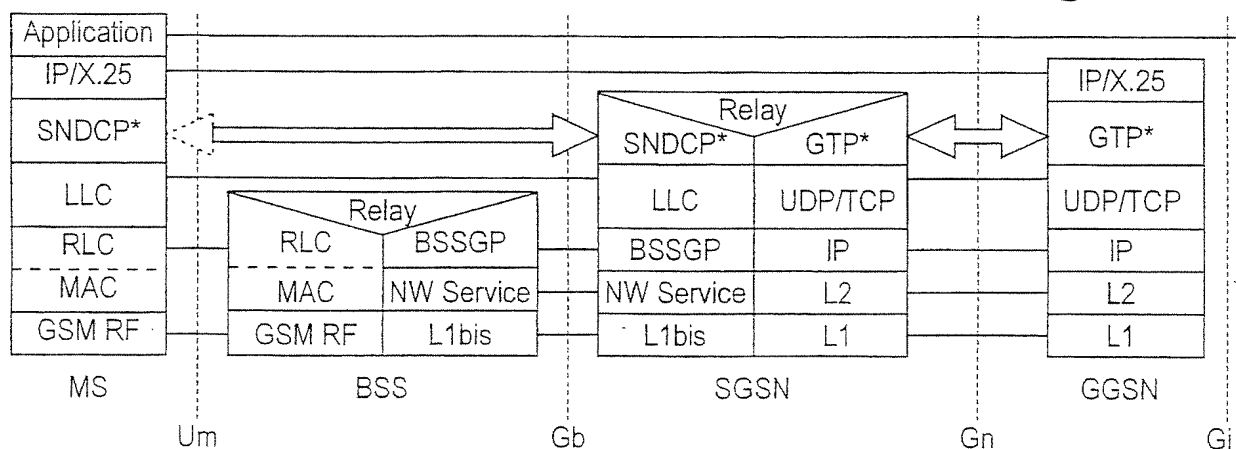 Application
IP/X.25
IP/X.25
Relay
SNDCP*
SNDCP*
GTP*
GTP*
LLC
Relay
LLC
UDP/TCP
UDP/TCP
RLC
RLC
BSSGP
BSSGP
IP
IP
MAC
MAC
NW Service
NW Service
L2
L2
GSM RF
GSM RF
L1bis
L1bis
L1
L1
MS
BSS
SGSN
GGSN
Um
Gb
Gn
Gi